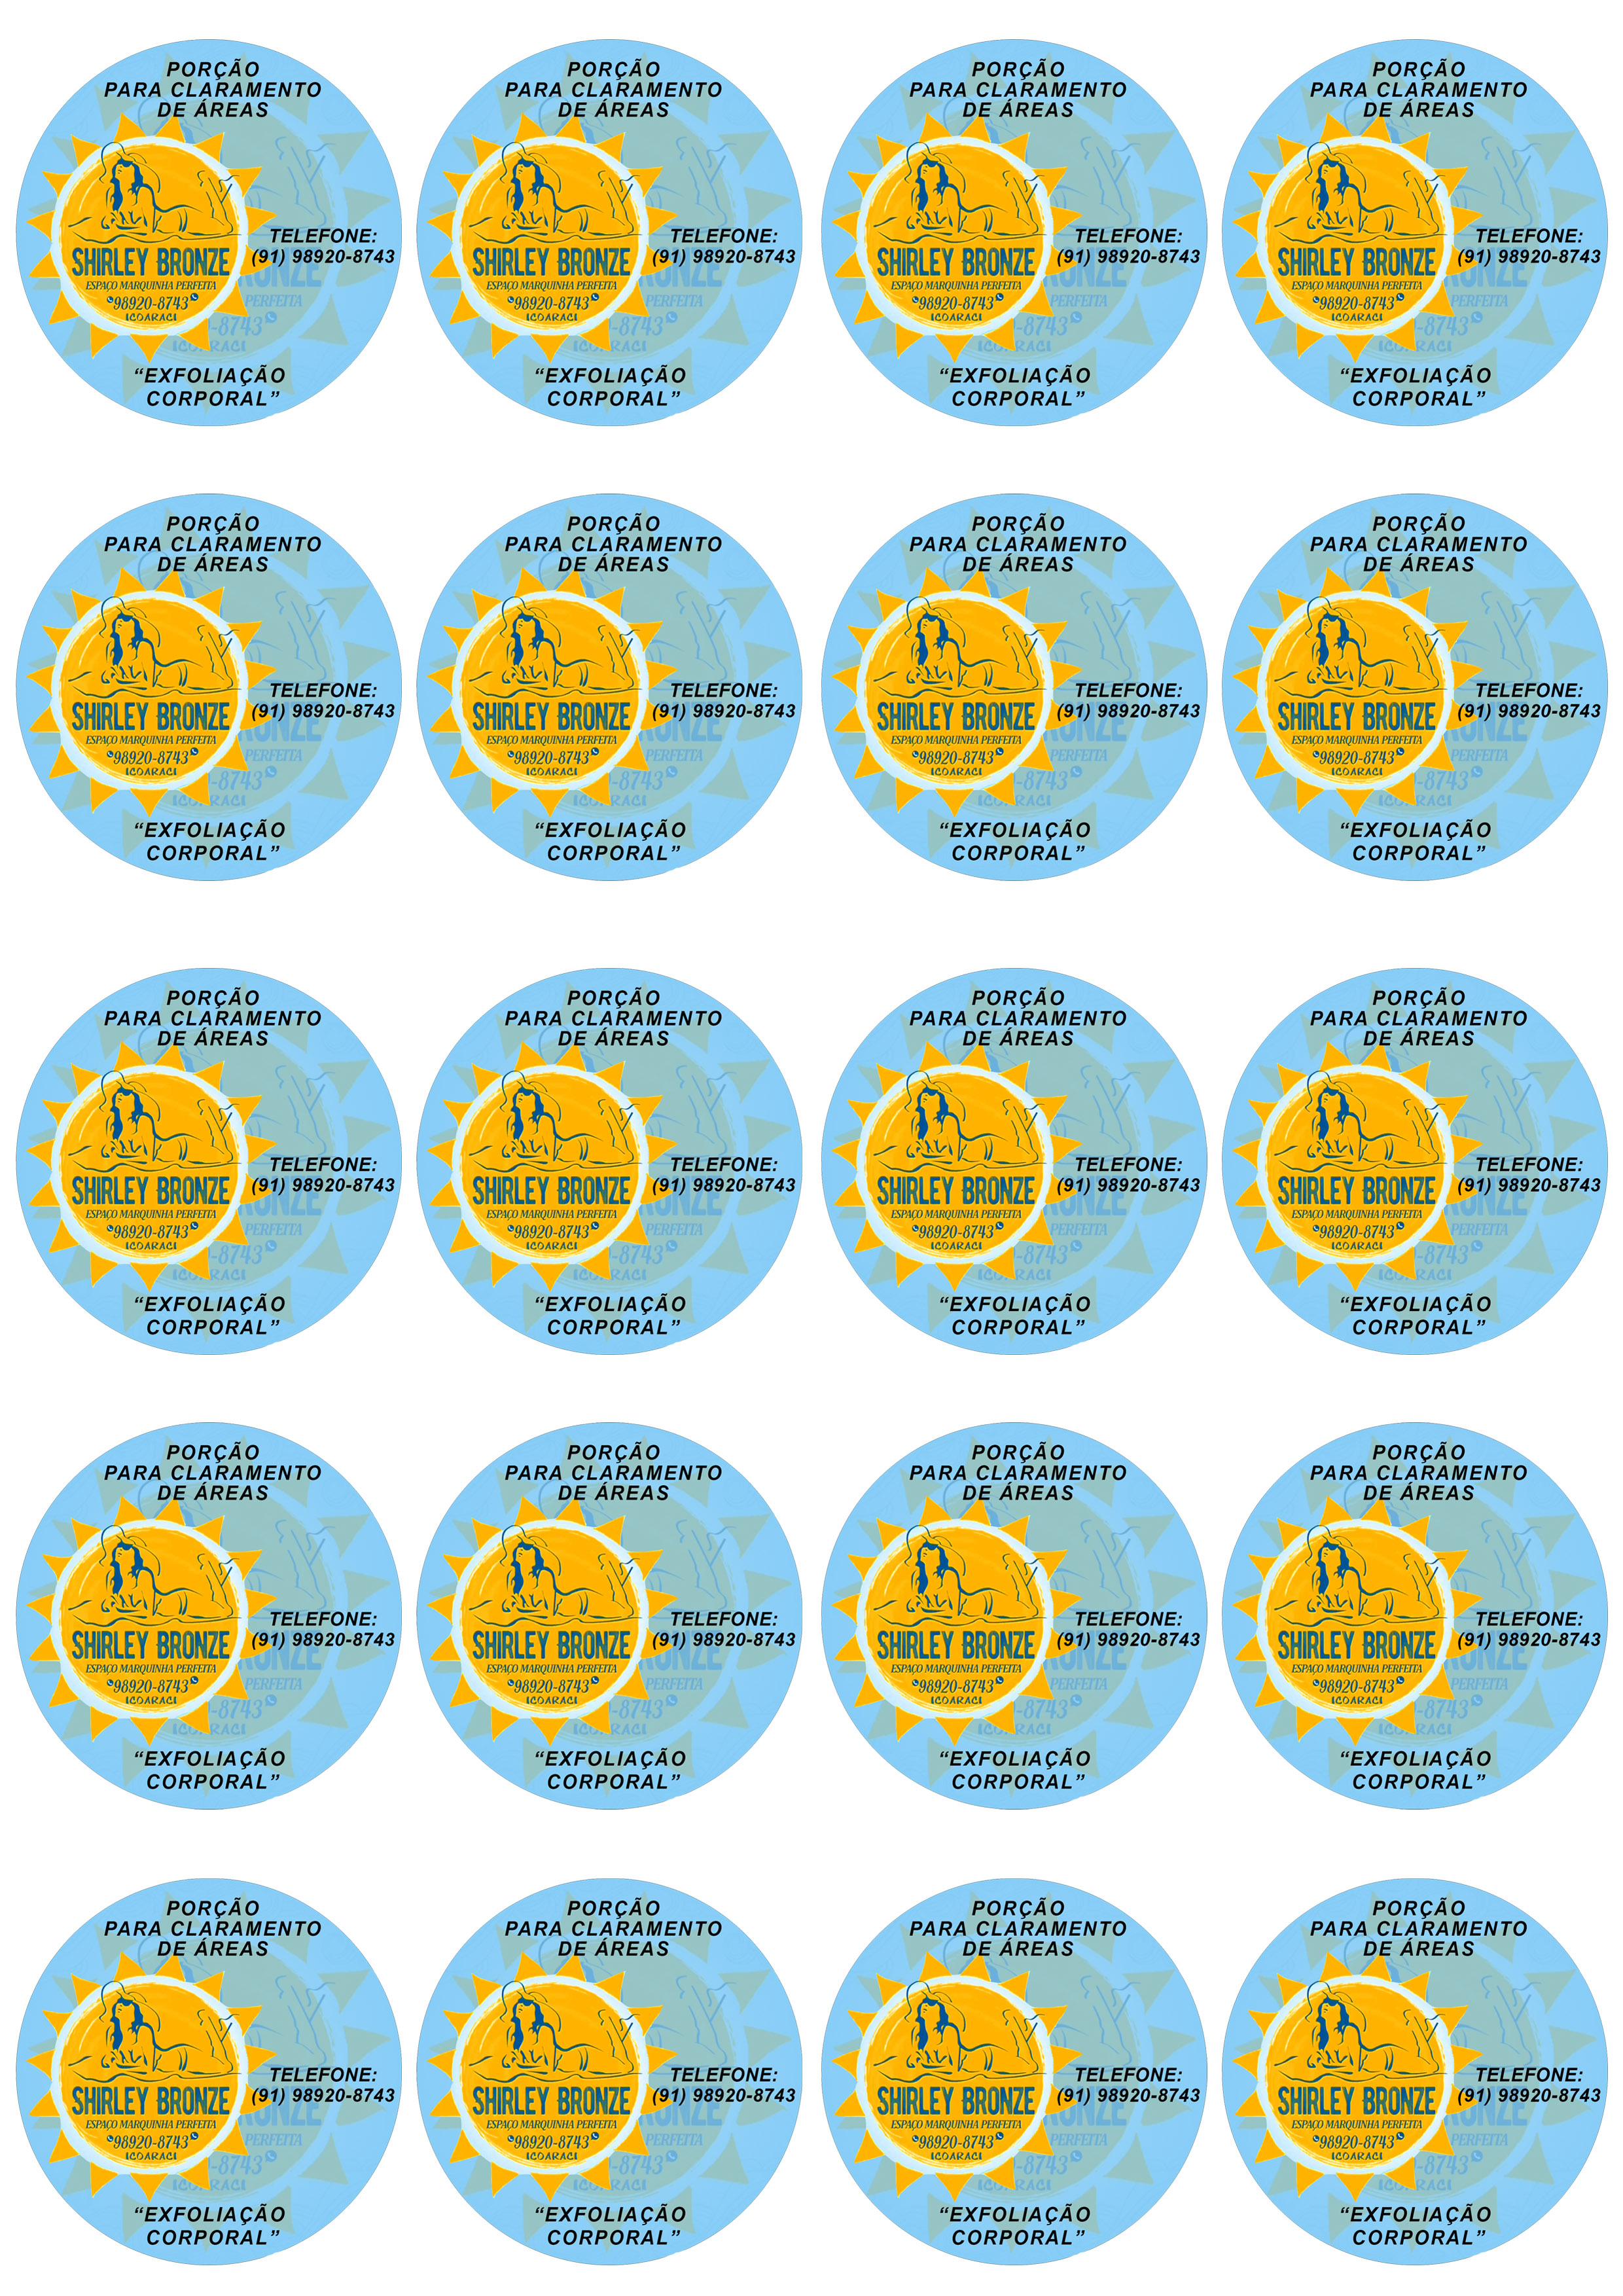 PORÇÃO
PARA CLARAMENTO
DE ÁREAS
TELEFONE:
(91) 98920-8743
SHIRLEY BRONZE
ESPAÇO MARQUINHA PERFEITA
98920-8743
ICOARACI
“EXFOLIAÇÃO
CORPORAL”
PORÇÃO
PARA CLARAMENTO
DE ÁREAS
TELEFONE:
(91) 98920-8743
SHIRLEY BRONZE
ESPAÇO MARQUINHA PERFEITA
98920-8743
ICOARACI
“EXFOLIAÇÃO
CORPORAL”
PORÇÃO
PARA CLARAMENTO
DE ÁREAS
TELEFONE:
(91) 98920-8743
SHIRLEY BRONZE
ESPAÇO MARQUINHA PERFEITA
98920-8743
ICOARACI
“EXFOLIAÇÃO
CORPORAL”
PORÇÃO
PARA CLARAMENTO
DE ÁREAS
TELEFONE:
(91) 98920-8743
SHIRLEY BRONZE
ESPAÇO MARQUINHA PERFEITA
98920-8743
ICOARACI
“EXFOLIAÇÃO
CORPORAL”
PORÇÃO
PARA CLARAMENTO
DE ÁREAS
TELEFONE:
(91) 98920-8743
SHIRLEY BRONZE
ESPAÇO MARQUINHA PERFEITA
98920-8743
ICOARACI
“EXFOLIAÇÃO
CORPORAL”
PORÇÃO
PARA CLARAMENTO
DE ÁREAS
TELEFONE:
(91) 98920-8743
SHIRLEY BRONZE
ESPAÇO MARQUINHA PERFEITA
98920-8743
ICOARACI
“EXFOLIAÇÃO
CORPORAL”
PORÇÃO
PARA CLARAMENTO
DE ÁREAS
TELEFONE:
(91) 98920-8743
SHIRLEY BRONZE
ESPAÇO MARQUINHA PERFEITA
98920-8743
ICOARACI
“EXFOLIAÇÃO
CORPORAL”
PORÇÃO
PARA CLARAMENTO
DE ÁREAS
TELEFONE:
(91) 98920-8743
SHIRLEY BRONZE
ESPAÇO MARQUINHA PERFEITA
98920-8743
ICOARACI
“EXFOLIAÇÃO
CORPORAL”
PORÇÃO
PARA CLARAMENTO
DE ÁREAS
TELEFONE:
(91) 98920-8743
SHIRLEY BRONZE
ESPAÇO MARQUINHA PERFEITA
98920-8743
ICOARACI
“EXFOLIAÇÃO
CORPORAL”
PORÇÃO
PARA CLARAMENTO
DE ÁREAS
TELEFONE:
(91) 98920-8743
SHIRLEY BRONZE
ESPAÇO MARQUINHA PERFEITA
98920-8743
ICOARACI
“EXFOLIAÇÃO
CORPORAL”
PORÇÃO
PARA CLARAMENTO
DE ÁREAS
TELEFONE:
(91) 98920-8743
SHIRLEY BRONZE
ESPAÇO MARQUINHA PERFEITA
98920-8743
ICOARACI
“EXFOLIAÇÃO
CORPORAL”
PORÇÃO
PARA CLARAMENTO
DE ÁREAS
TELEFONE:
(91) 98920-8743
SHIRLEY BRONZE
ESPAÇO MARQUINHA PERFEITA
98920-8743
ICOARACI
“EXFOLIAÇÃO
CORPORAL”
PORÇÃO
PARA CLARAMENTO
DE ÁREAS
TELEFONE:
(91) 98920-8743
SHIRLEY BRONZE
ESPAÇO MARQUINHA PERFEITA
98920-8743
ICOARACI
“EXFOLIAÇÃO
CORPORAL”
PORÇÃO
PARA CLARAMENTO
DE ÁREAS
TELEFONE:
(91) 98920-8743
SHIRLEY BRONZE
ESPAÇO MARQUINHA PERFEITA
98920-8743
ICOARACI
“EXFOLIAÇÃO
CORPORAL”
PORÇÃO
PARA CLARAMENTO
DE ÁREAS
TELEFONE:
(91) 98920-8743
SHIRLEY BRONZE
ESPAÇO MARQUINHA PERFEITA
98920-8743
ICOARACI
“EXFOLIAÇÃO
CORPORAL”
PORÇÃO
PARA CLARAMENTO
DE ÁREAS
TELEFONE:
(91) 98920-8743
SHIRLEY BRONZE
ESPAÇO MARQUINHA PERFEITA
98920-8743
ICOARACI
“EXFOLIAÇÃO
CORPORAL”
PORÇÃO
PARA CLARAMENTO
DE ÁREAS
TELEFONE:
(91) 98920-8743
SHIRLEY BRONZE
ESPAÇO MARQUINHA PERFEITA
98920-8743
ICOARACI
“EXFOLIAÇÃO
CORPORAL”
PORÇÃO
PARA CLARAMENTO
DE ÁREAS
TELEFONE:
(91) 98920-8743
SHIRLEY BRONZE
ESPAÇO MARQUINHA PERFEITA
98920-8743
ICOARACI
“EXFOLIAÇÃO
CORPORAL”
PORÇÃO
PARA CLARAMENTO
DE ÁREAS
TELEFONE:
(91) 98920-8743
SHIRLEY BRONZE
ESPAÇO MARQUINHA PERFEITA
98920-8743
ICOARACI
“EXFOLIAÇÃO
CORPORAL”
PORÇÃO
PARA CLARAMENTO
DE ÁREAS
TELEFONE:
(91) 98920-8743
SHIRLEY BRONZE
ESPAÇO MARQUINHA PERFEITA
98920-8743
ICOARACI
“EXFOLIAÇÃO
CORPORAL”